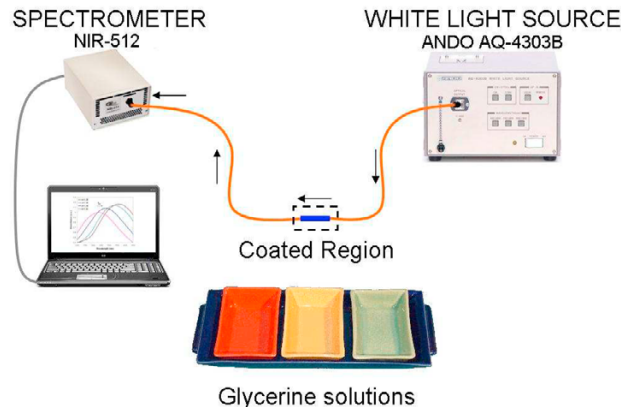 SPECTROMETER
NIR-512
WHITE LIGHT SOURCE
ANDO AQ-4303B
Coated Region
Glycerine solutions